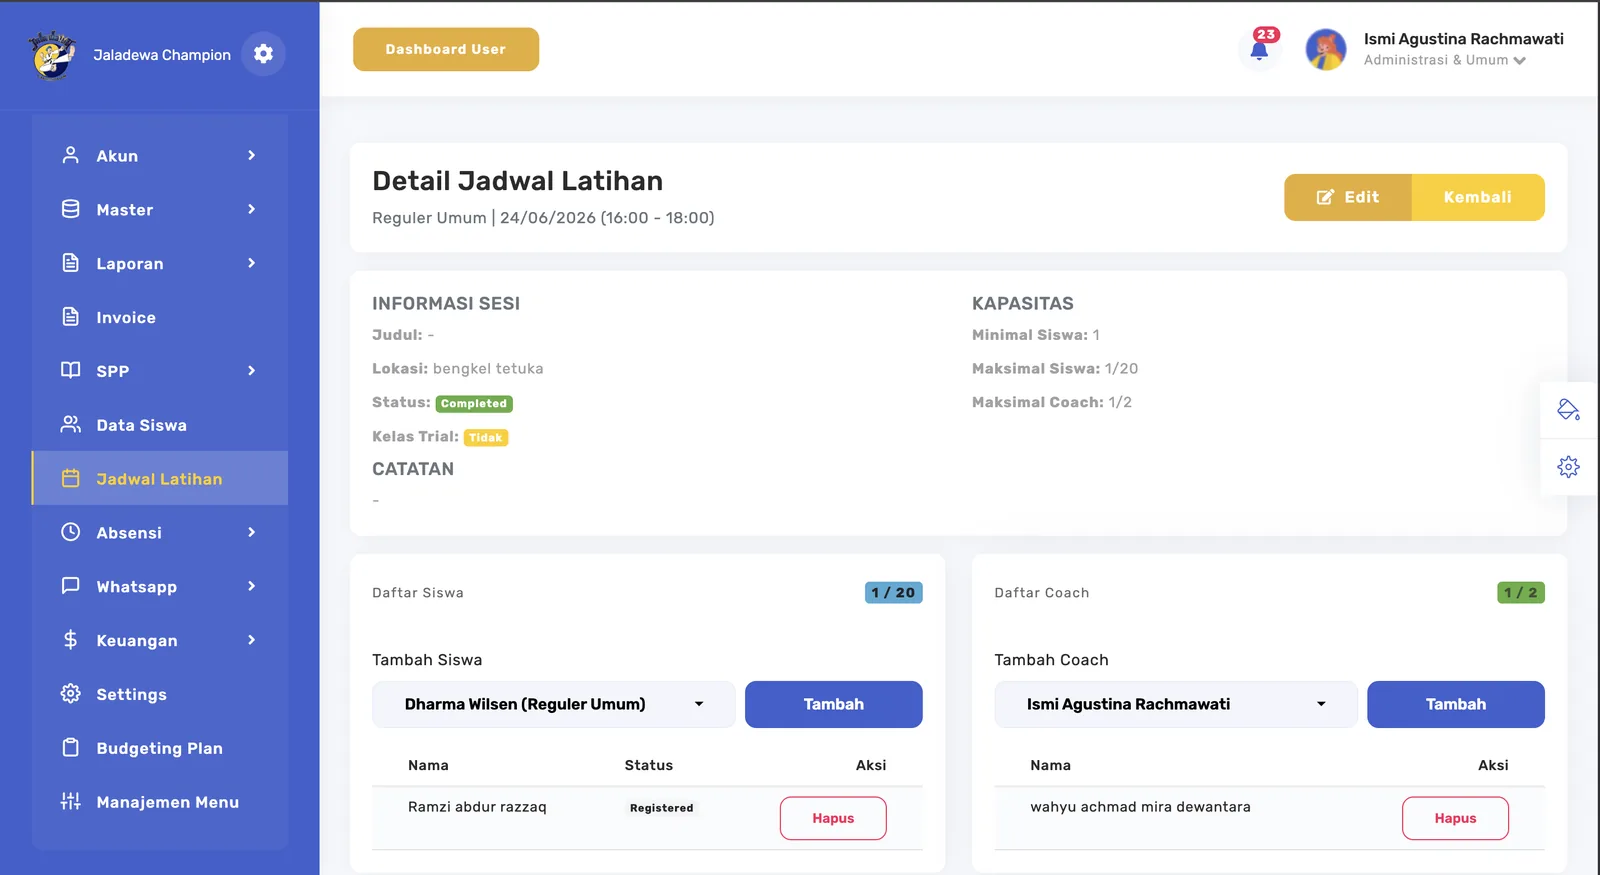 Jaladewa Champion
Dashboard User
23
Ismi Agustina Rachmawati
Administrasi & Umum
Akun
Master
Laporan
Invoice
SPP
Data Siswa
Jadwal Latihan
Absensi
Whatsapp
Keuangan
Settings
Budgeting Plan
Manajemen Menu
Detail Jadwal Latihan
Reguler Umum | 24/06/2026 (16:00 - 18:00)
Edit
Kembali
INFORMASI SESI
Judul: -
Lokasi: bengkel tetuka
Status: Completed
Kelas Trial: Tidak
CATATAN
-
KAPASITAS
Minimal Siswa: 1
Maksimal Siswa: 1/20
Maksimal Coach: 1/2
Daftar Siswa
1 / 20
Tambah Siswa
Dharma Wilsen (Reguler Umum)
Tambah
Nama Status Aksi
Ramzi abdur razzaq Registered Hapus
Daftar Coach
1 / 2
Tambah Coach
Ismi Agustina Rachmawati
Tambah
Nama Aksi
wahyu achmad mira dewantara Hapus